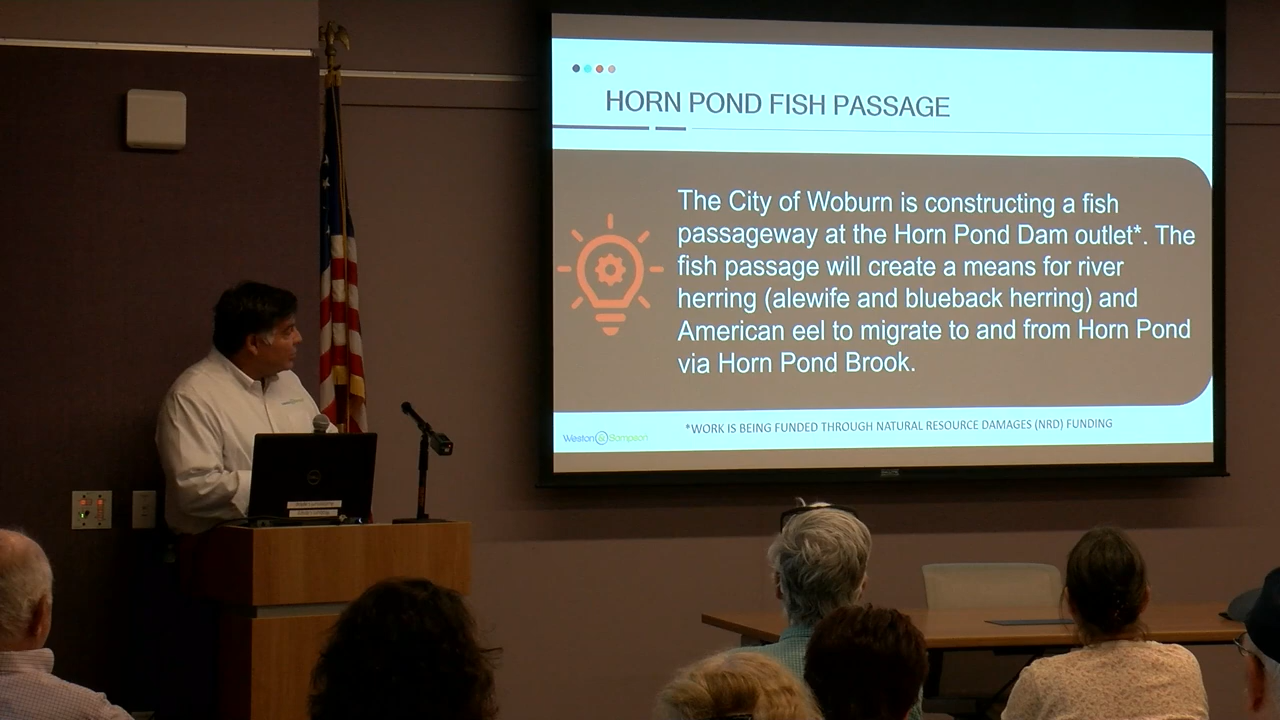 HORN POND FISH PASSAGE
The City of Woburn is constructing a fish
passageway at the Horn Pond Dam outlet*. The
fish passage will create a means for river
herring (alewife and blueback herring) and
American eel to migrate to and from Horn Pond
via Horn Pond Brook.
*WORK IS BEING FUNDED THROUGH NATURAL RESOURCE DAMAGES (NRD) FUNDING
Weston & Sampson